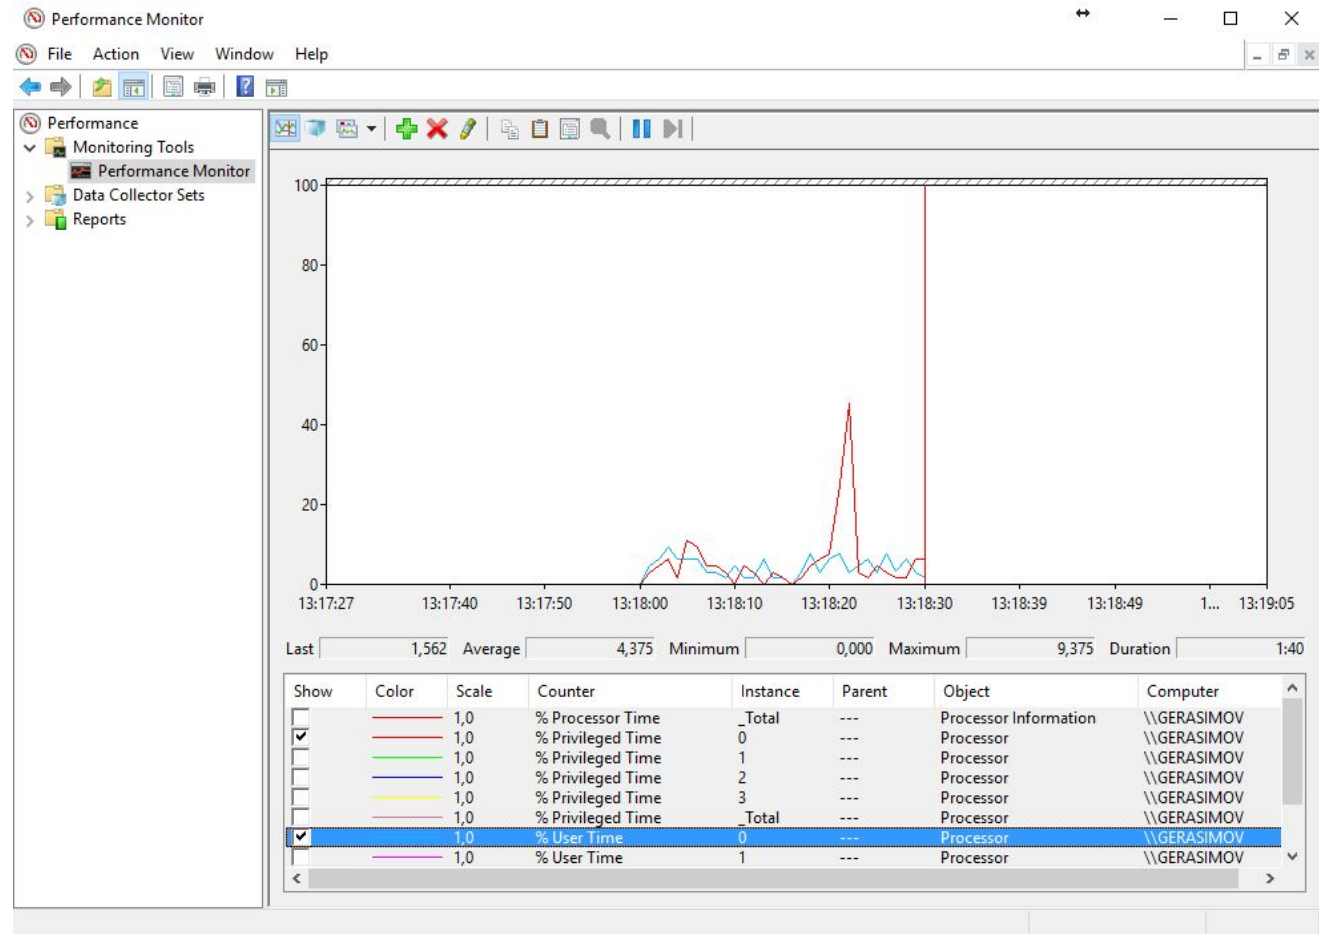 Performance Monitor
File Action View Window Help
Performance
Monitoring Tools
Performance Monitor
Data Collector Sets
Reports
100
80
60
40
20
0
13:17:27 13:17:40 13:17:50 13:18:00 13:18:10 13:18:20 13:18:30 13:18:39 13:18:49 1... 13:19:05
Last 1,562 Average 4,375 Minimum 0,000 Maximum 9,375 Duration 1:40
Show Color Scale Counter Instance Parent Object Computer
1,0 % Processor Time _Total --- Processor Information \\GERASIMOV
1,0 % Privileged Time 0 --- Processor \\GERASIMOV
1,0 % Privileged Time 1 --- Processor \\GERASIMOV
1,0 % Privileged Time 2 --- Processor \\GERASIMOV
1,0 % Privileged Time 3 --- Processor \\GERASIMOV
1,0 % Privileged Time _Total --- Processor \\GERASIMOV
1,0 % User Time 0 --- Processor \\GERASIMOV
1,0 % User Time 1 --- Processor \\GERASIMOV